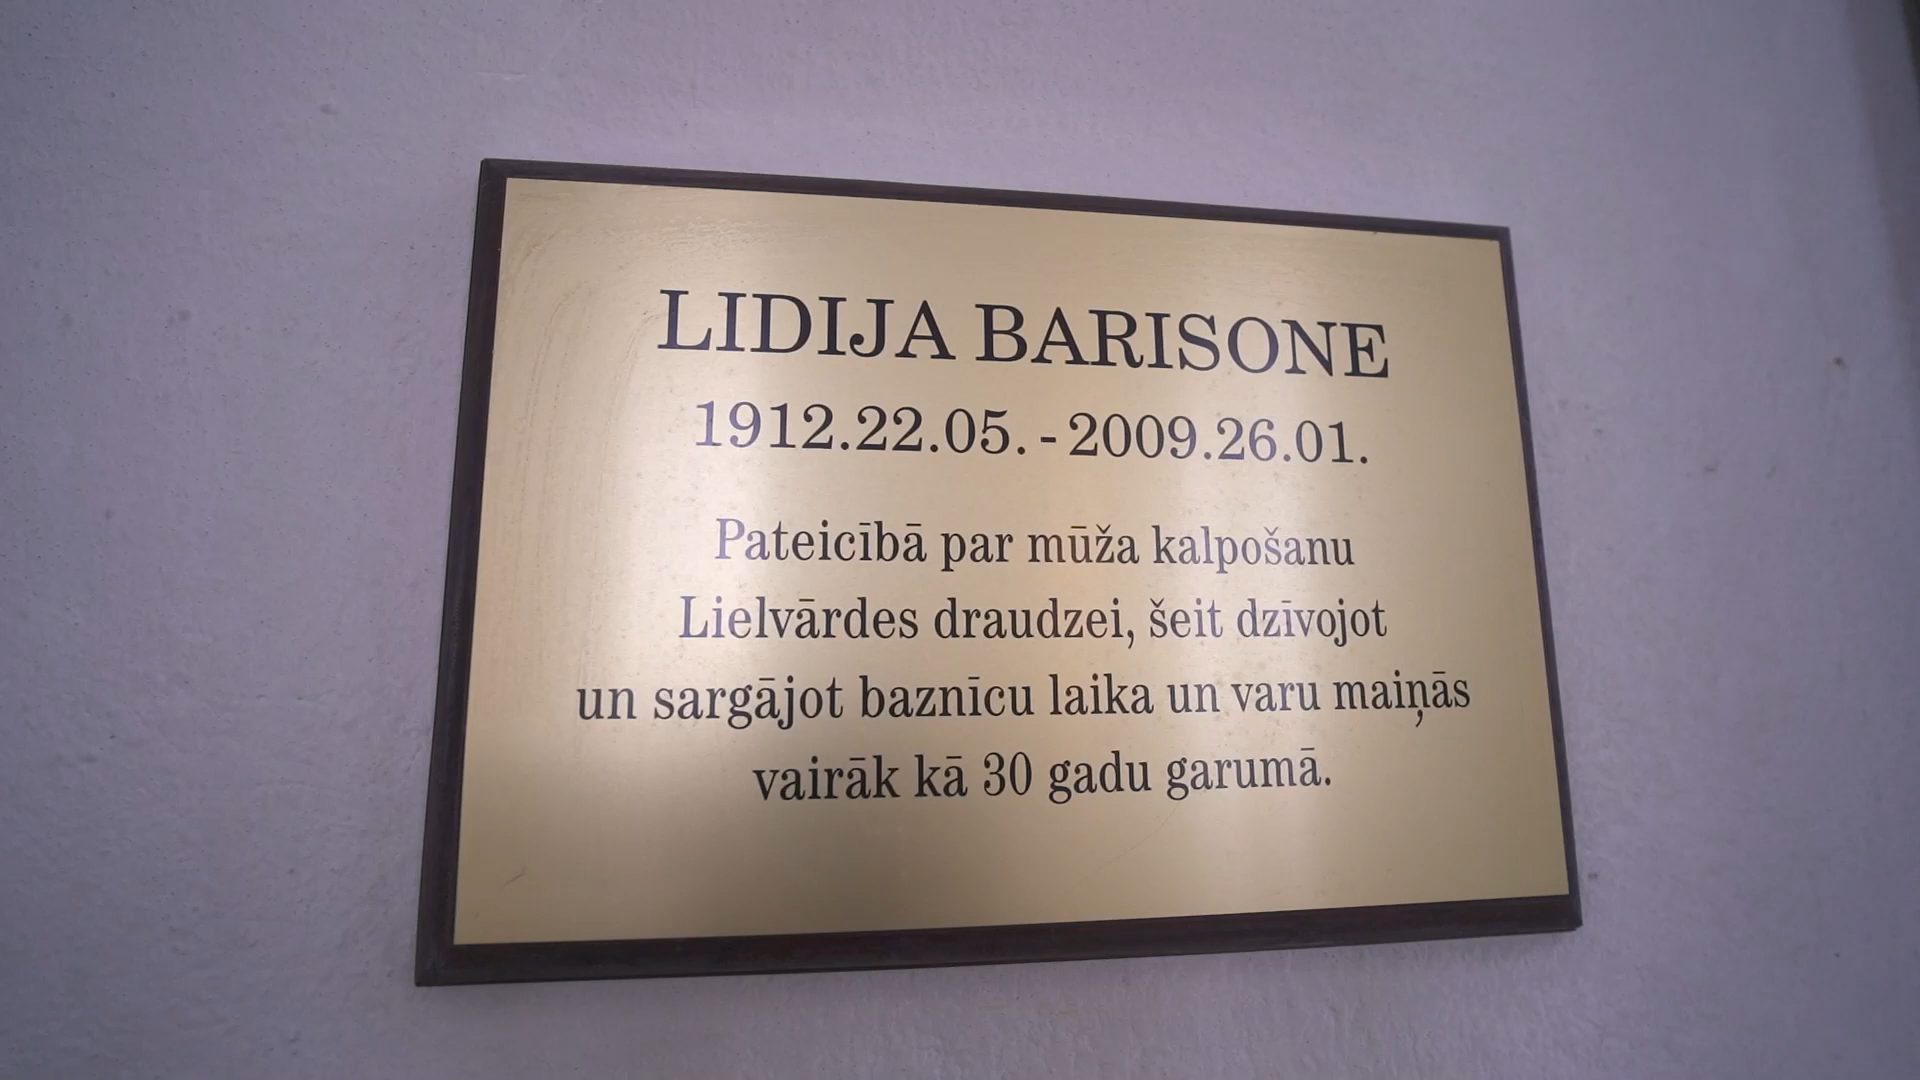 LIDIJA BARISONE
1912.22.05. - 2009.26.01.
Pateicībā par mūža kalpošanu
Lielvārdes draudzei, šeit dzīvojot
un sargājot baznīcu laika un varu maiņās
vairāk kā 30 gadu garumā.